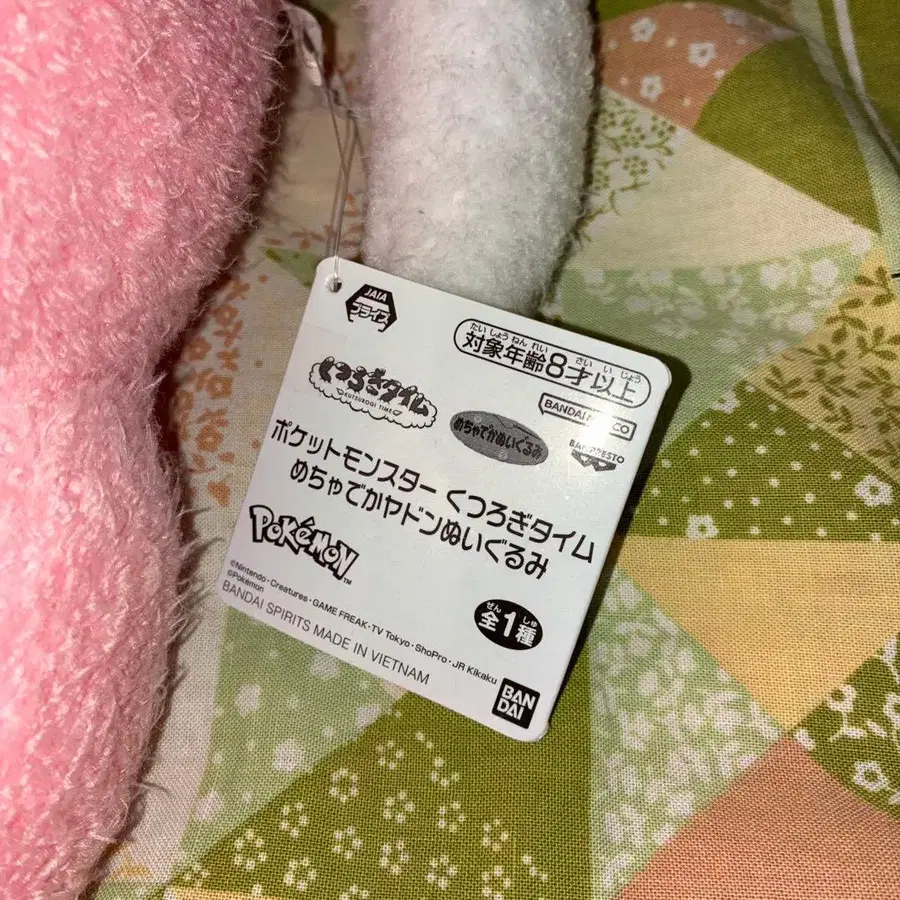 JAIA
プライズ
たいしょうねんれい さいいじょう
対象年齢8才以上
くつろぎタイム
KUTSUROGI TIME
めちゃでかぬいぐるみ
BANDAI
ポケットモンスター くつろぎタイム
めちゃでかヤドンぬいぐるみ
POKéMON
TM
©Nintendo・Creatures・GAME FREAK・TV Tokyo・ShoPro・JR Kikaku
©Pokémon
BANDAI SPIRITS MADE IN VIETNAM
ぜん しゅ
全1種
BAN
DAI